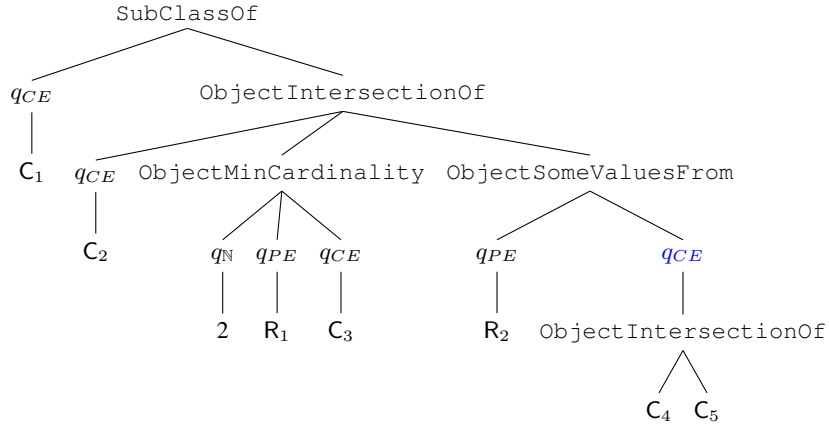 SubClassOf
q_CE ObjectIntersectionOf
C₁ q_CE ObjectMinCardinality ObjectSomeValuesFrom
C₂ q_ℕ q_PE q_CE q_PE q_CE
2 R₁ C₃ R₂ ObjectIntersectionOf
C₄ C₅